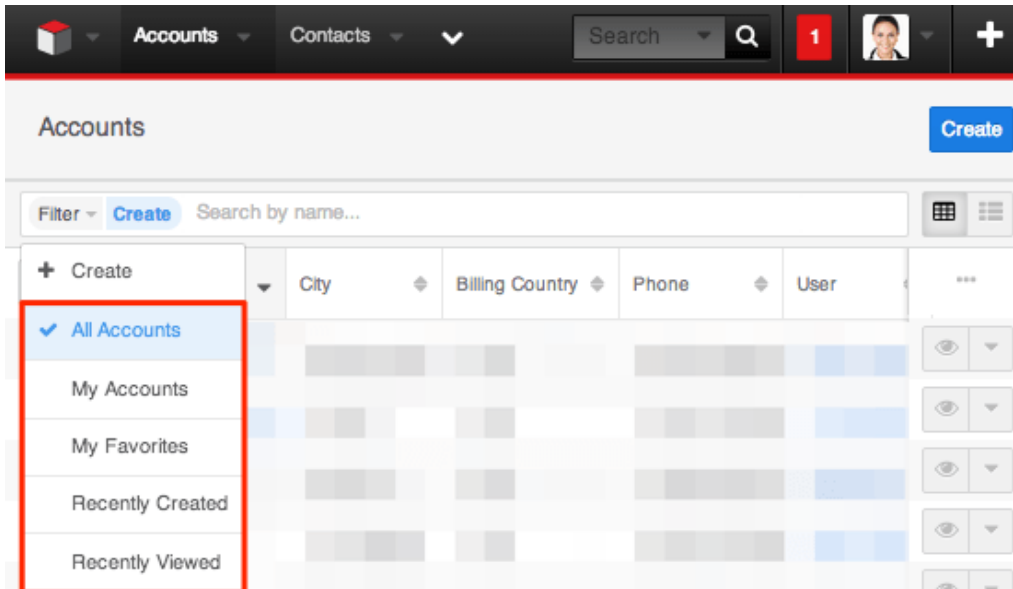 Accounts Contacts Search 1
Accounts Create
Filter Create Search by name...
Create
City Billing Country Phone User
All Accounts
My Accounts
My Favorites
Recently Created
Recently Viewed